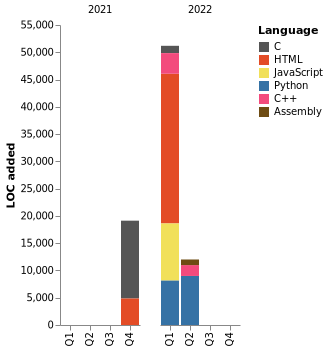 2021 2022
Language
C
HTML
JavaScript
Python
C++
Assembly
LOC added
55,000
50,000
45,000
40,000
35,000
30,000
25,000
20,000
15,000
10,000
5,000
0
Q1 Q2 Q3 Q4 Q1 Q2 Q3 Q4